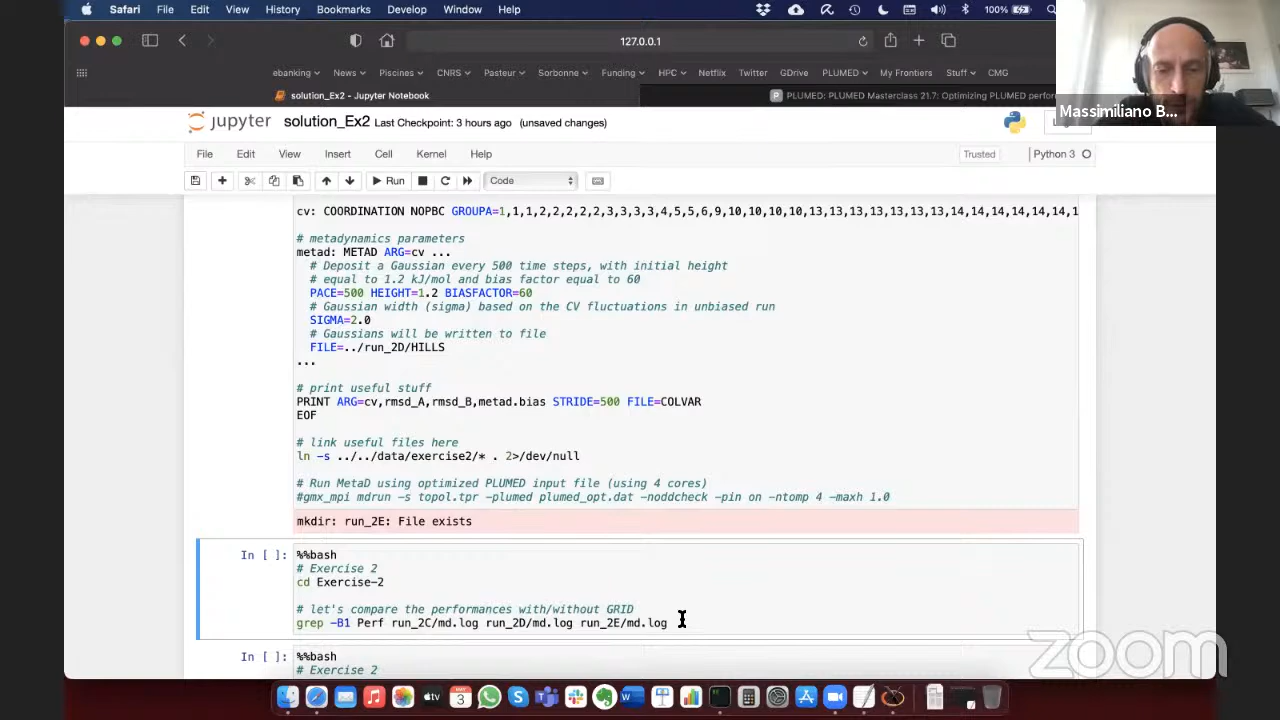 Safari File Edit View History Bookmarks Develop Window Help 100%
127.0.0.1
ebanking News Piscines CNRS Pasteur Sorbonne Funding HPC Netflix Twitter GDrive PLUMED My Frontiers Stuff CMG
solution_Ex2 - Jupyter Notebook
PLUMED: PLUMED Masterclass 21.7: Optimizing PLUMED perfor
Massimiliano B...
jupyter solution_Ex2 Last Checkpoint: 3 hours ago (unsaved changes)
File Edit View Insert Cell Kernel Help Trusted Python 3
Run Code
cv: COORDINATION NOPBC GROUPA=1,1,1,2,2,2,2,2,3,3,3,3,4,5,5,6,9,10,10,10,10,13,13,13,13,13,13,13,14,14,14,14,14,14,1
# metadynamics parameters
metad: METAD ARG=cv ...
# Deposit a Gaussian every 500 time steps, with initial height
# equal to 1.2 kJ/mol and bias factor equal to 60
PACE=500 HEIGHT=1.2 BIASFACTOR=60
# Gaussian width (sigma) based on the CV fluctuations in unbiased run
SIGMA=2.0
# Gaussians will be written to file
FILE=../run_2D/HILLS
...
# print useful stuff
PRINT ARG=cv,rmsd_A,rmsd_B,metad.bias STRIDE=500 FILE=COLVAR
EOF
# link useful files here
ln -s ../../data/exercise2/* . 2>/dev/null
# Run MetaD using optimized PLUMED input file (using 4 cores)
#gmx_mpi mdrun -s topol.tpr -plumed plumed_opt.dat -noddcheck -pin on -ntomp 4 -maxh 1.0
mkdir: run_2E: File exists
In [ ]: %%bash
# Exercise 2
cd Exercise-2
# let's compare the performances with/without GRID
grep -B1 Perf run_2C/md.log run_2D/md.log run_2E/md.log
In [ ]: %%bash
# Exercise 2
zoom